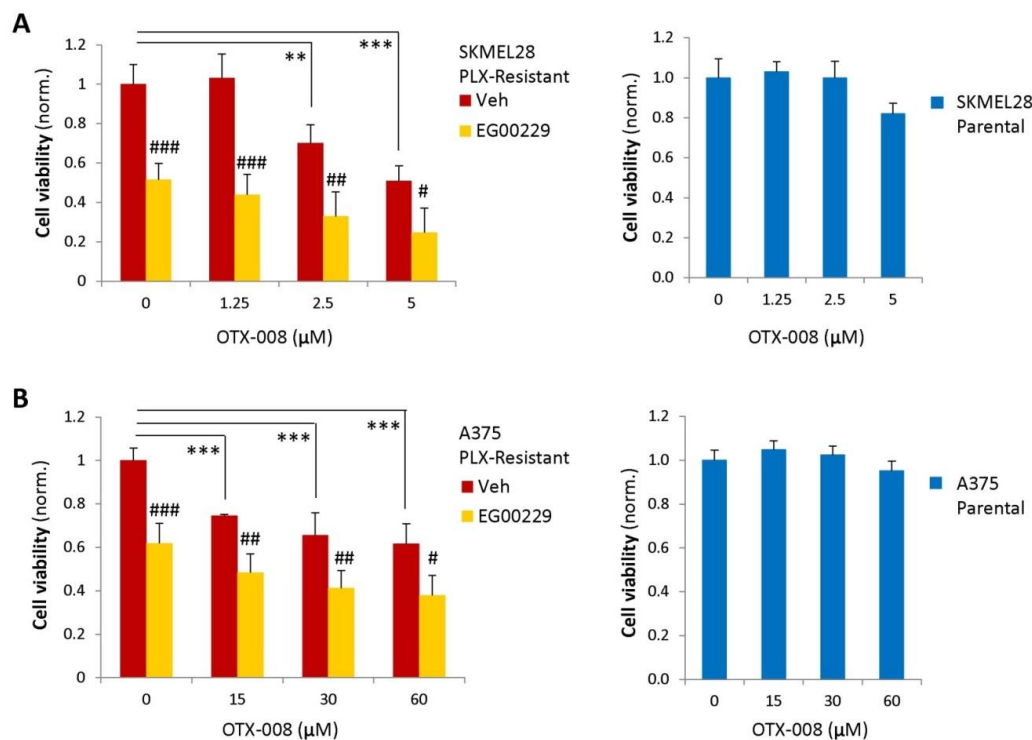 A
Cell viability (norm.)
1.2
1
0.8
0.6
0.4
0.2
0
**
***
###
###
##
#
0 1.25 2.5 5
OTX-008 (µM)
SKMEL28
PLX-Resistant
Veh
EG00229
Cell viability (norm.)
1.2
1.0
0.8
0.6
0.4
0.2
0.0
0 1.25 2.5 5
OTX-008 (µM)
SKMEL28
Parental
B
Cell viability (norm.)
1.2
1
0.8
0.6
0.4
0.2
0
***
***
***
###
##
##
#
0 15 30 60
OTX-008 (µM)
A375
PLX-Resistant
Veh
EG00229
Cell viability (norm.)
1.2
1.0
0.8
0.6
0.4
0.2
0.0
0 15 30 60
OTX-008 (µM)
A375
Parental